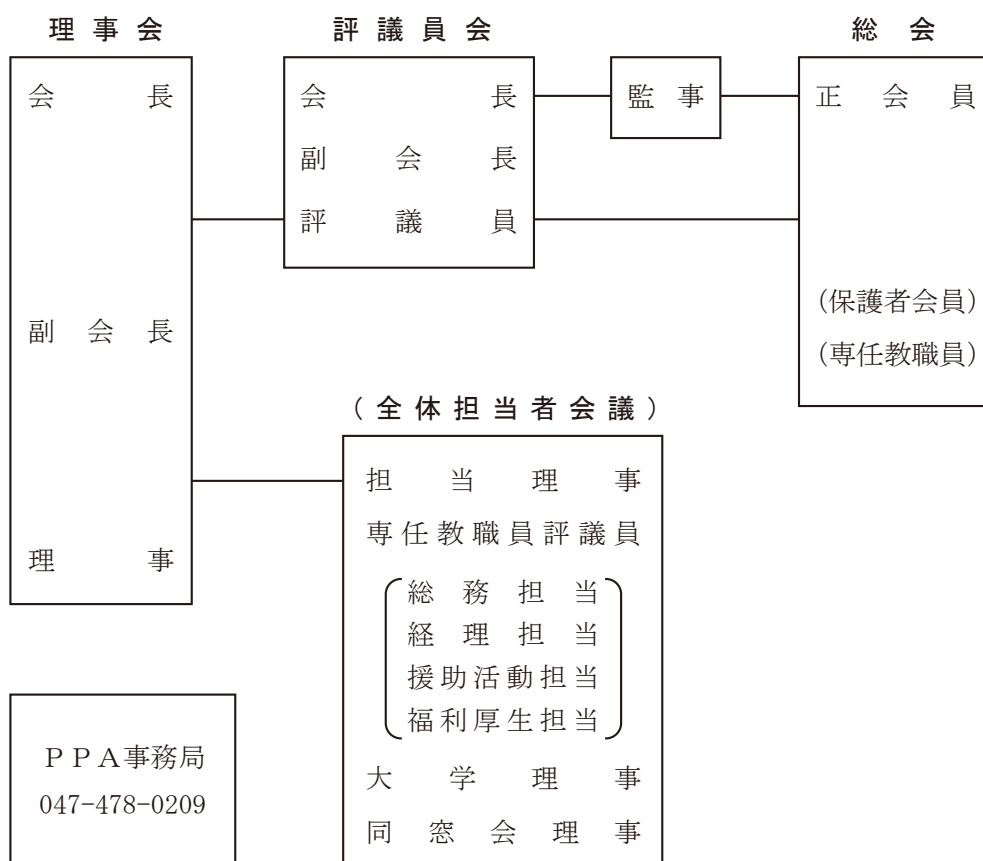 理事会
会長
副会長
理事
評議員会
会長
副会長
評議員
監事
総会
正会員
(保護者会員)
(専任教職員)
(全体担当者会議)
担当理事
専任教職員評議員
総務担当
経理担当
援助活動担当
福利厚生担当
大学理事
同窓会理事
ＰＰＡ事務局
047-478-0209